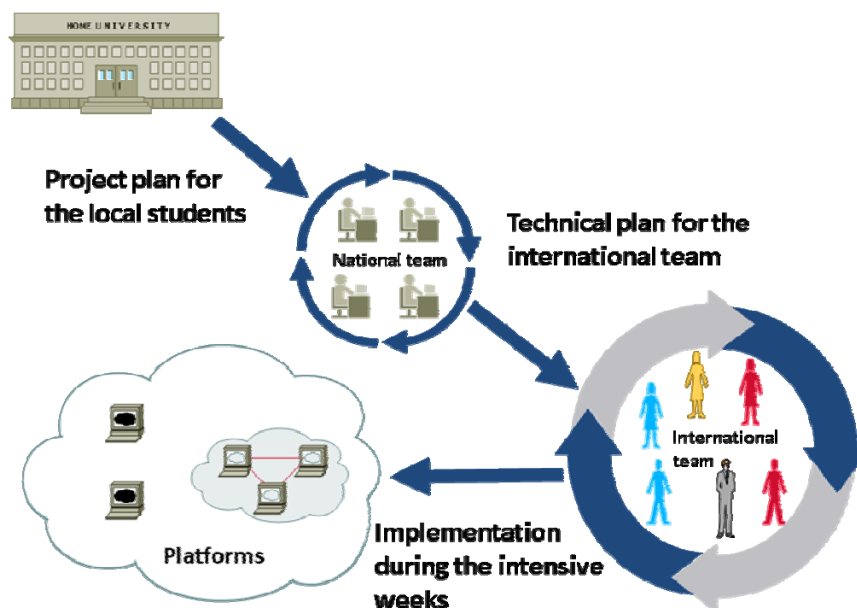 HOME UNIVERSITY
Project plan for
the local students
National team
Technical plan for the
international team
International
team
Implementation
during the intensive
weeks
Platforms